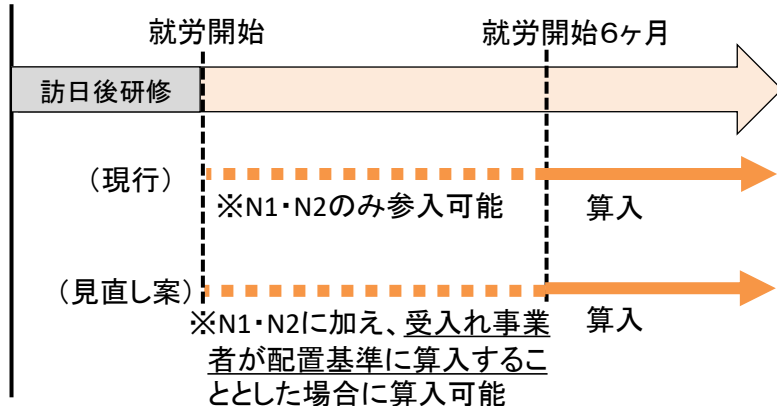 就労開始
就労開始6ヶ月
訪日後研修
（現行）
※N1・N2のみ参入可能
算入
（見直し案）
※N1・N2に加え、受入れ事業
者が配置基準に算入するこ
ととした場合に算入可能
算入